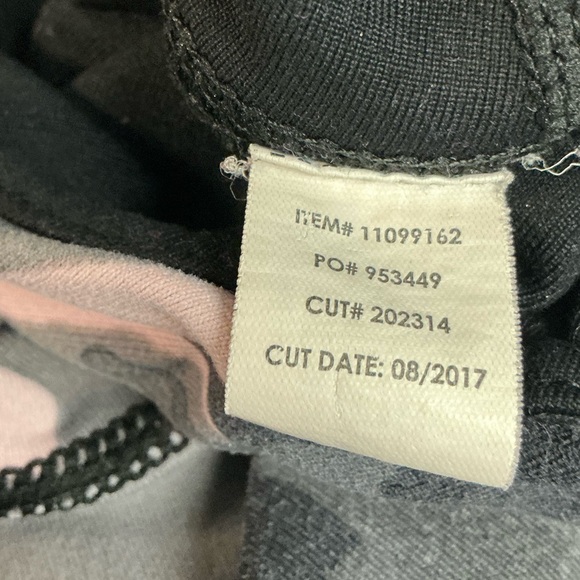 ITEM# 11099162
PO# 953449
CUT# 202314
CUT DATE: 08/2017